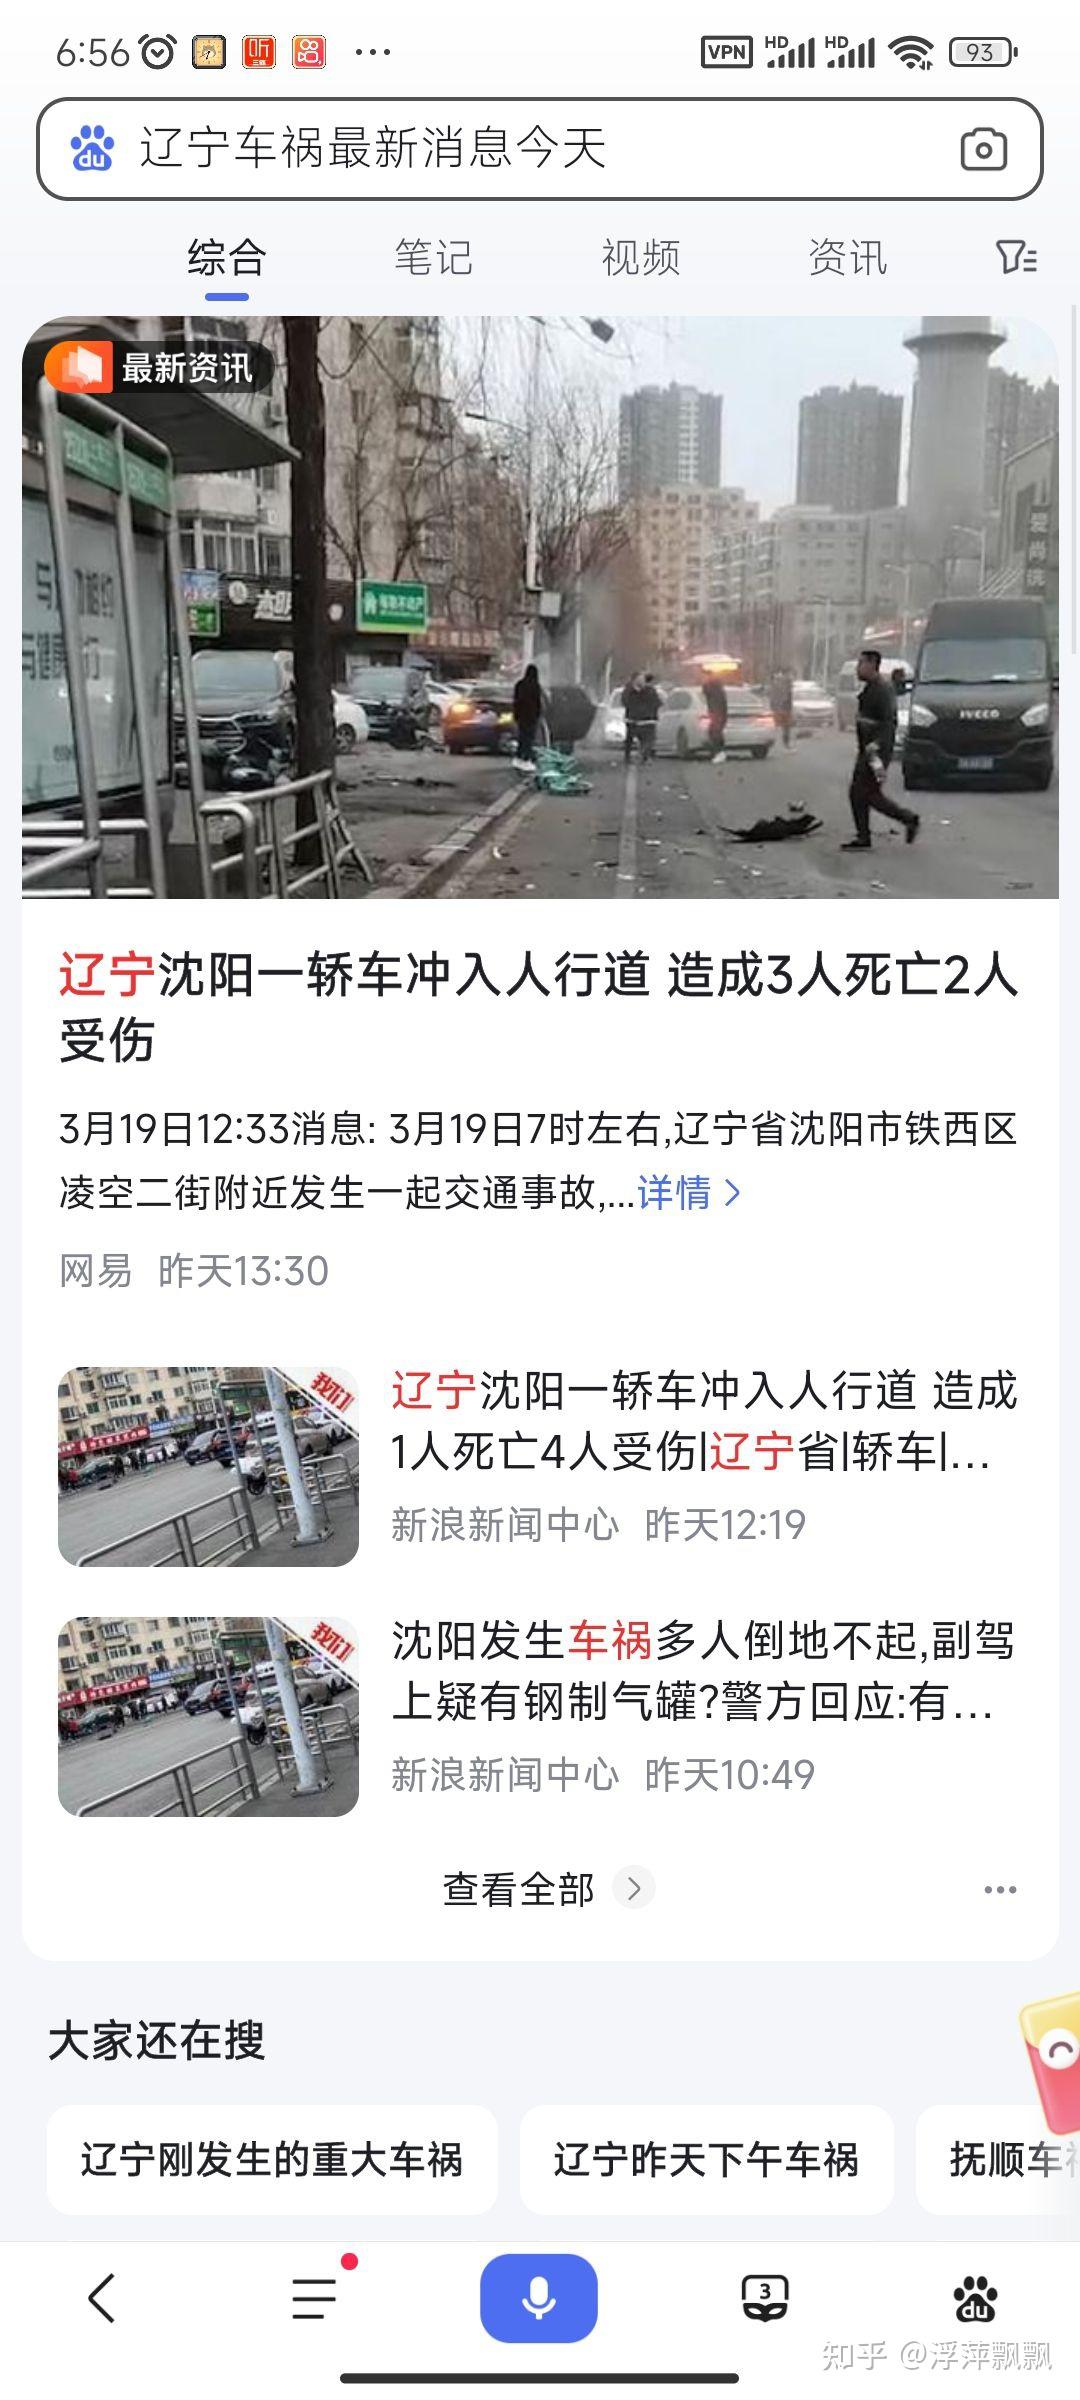 6:56
听
VPN HD HD 93
du 辽宁车祸最新消息今天
综合 笔记 视频 资讯
最新资讯
IVECO
辽宁沈阳一轿车冲入人行道 造成3人死亡2人
受伤
3月19日12:33消息: 3月19日7时左右,辽宁省沈阳市铁西区
凌空二街附近发生一起交通事故,...详情 >
网易 昨天13:30
我们
辽宁沈阳一轿车冲入人行道 造成
1人死亡4人受伤|辽宁省|轿车|...
新浪新闻中心 昨天12:19
我们
沈阳发生车祸多人倒地不起,副驾
上疑有钢制气罐?警方回应:有...
新浪新闻中心 昨天10:49
查看全部 >
大家还在搜
辽宁刚发生的重大车祸 辽宁昨天下午车祸 抚顺车祸
3 du
知乎 @浮萍飘飘